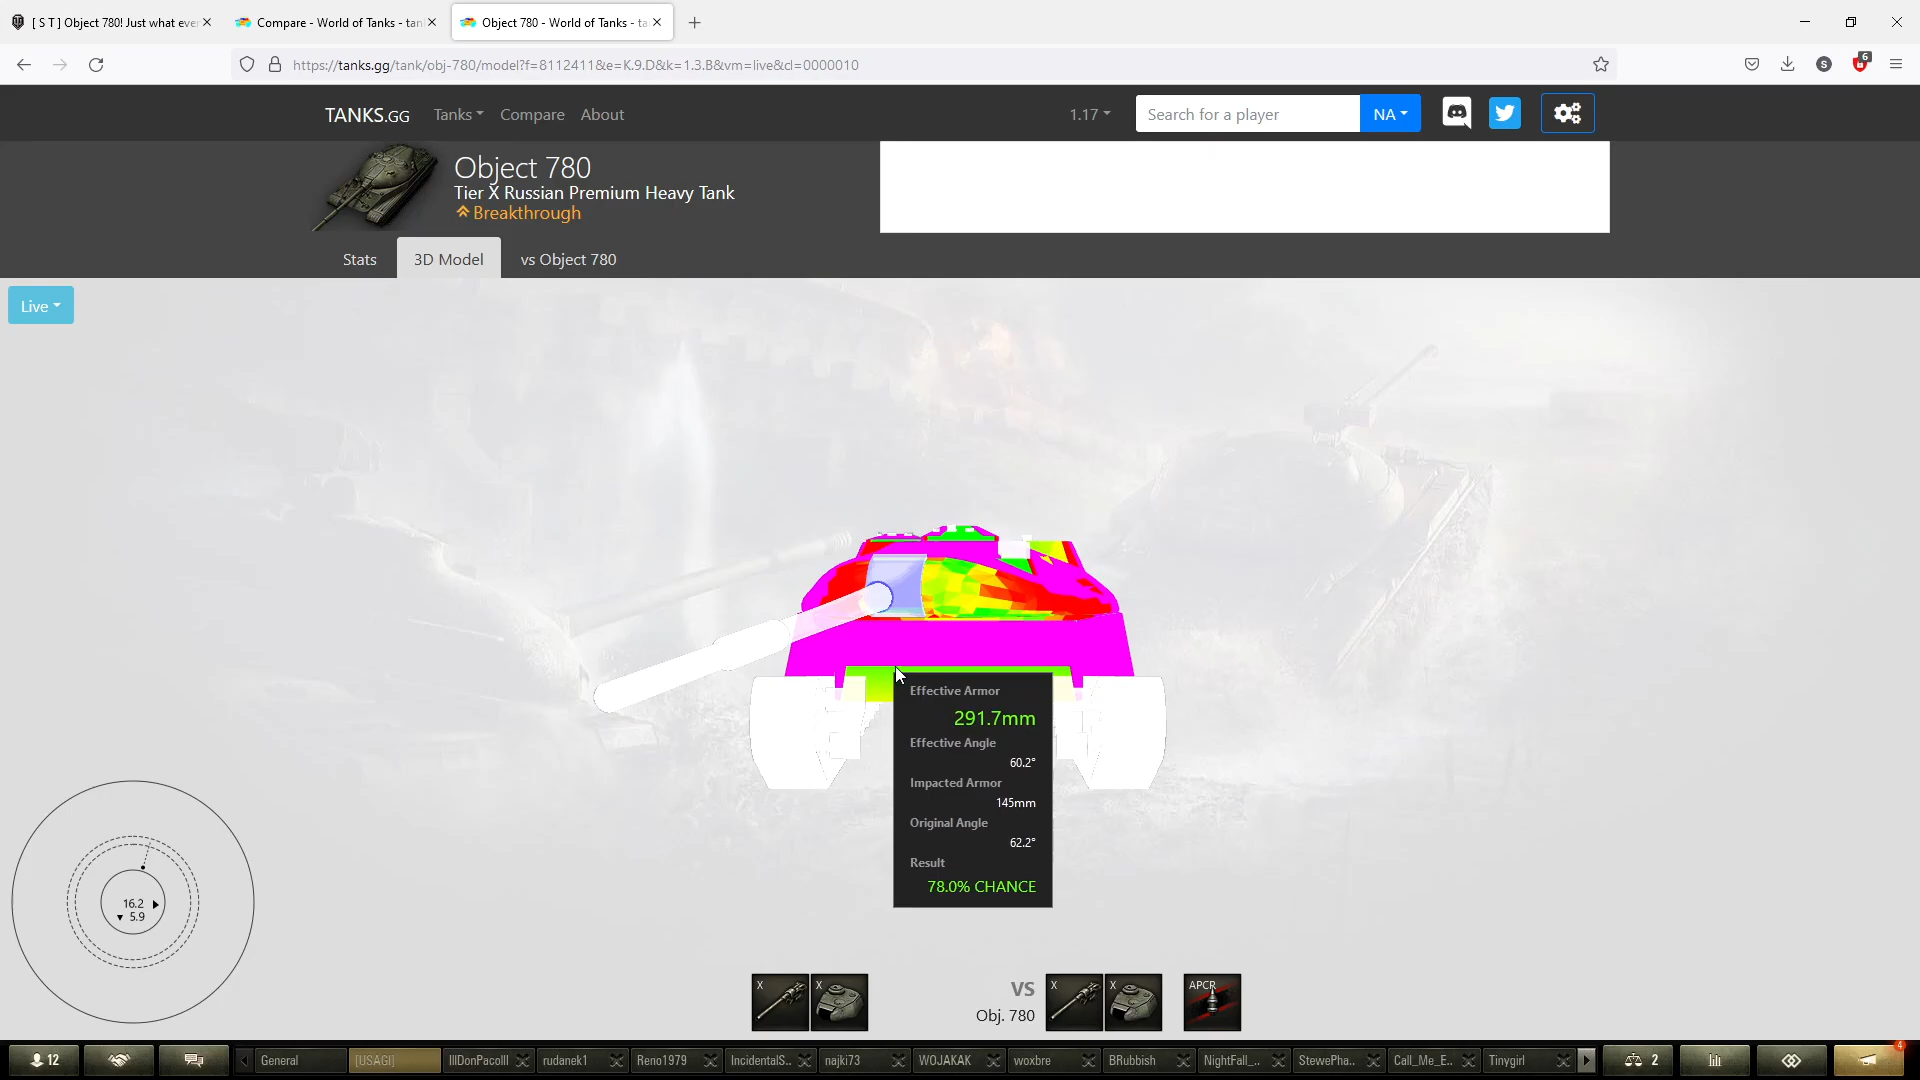 [ S T ] Object 780! Just what ever
Compare - World of Tanks - tan
Object 780 - World of Tanks - ta
https://tanks.gg/tank/obj-780/model?f=8112411&e=K.9.D&k=1.3.B&vm=live&cl=0000010
S
6
TANKS.GG
Tanks
Compare
About
1.17
Search for a player
NA
Object 780
Tier X Russian Premium Heavy Tank
Breakthrough
Stats
3D Model
vs Object 780
Live
Effective Armor
291.7mm
Effective Angle
60.2°
Impacted Armor
145mm
Original Angle
62.2°
Result
78.0% CHANCE
16.2
5.9
X
X
VS
Obj. 780
X
X
APCR
12
General
[USAGI]
IllDonPacoIII
rudanek1
Reno1979
IncidentalS..
najki73
WOJAKAK
woxbre
BRubbish
NightFall_..
StewePha..
Call_Me_E..
Tinygirl
2
4